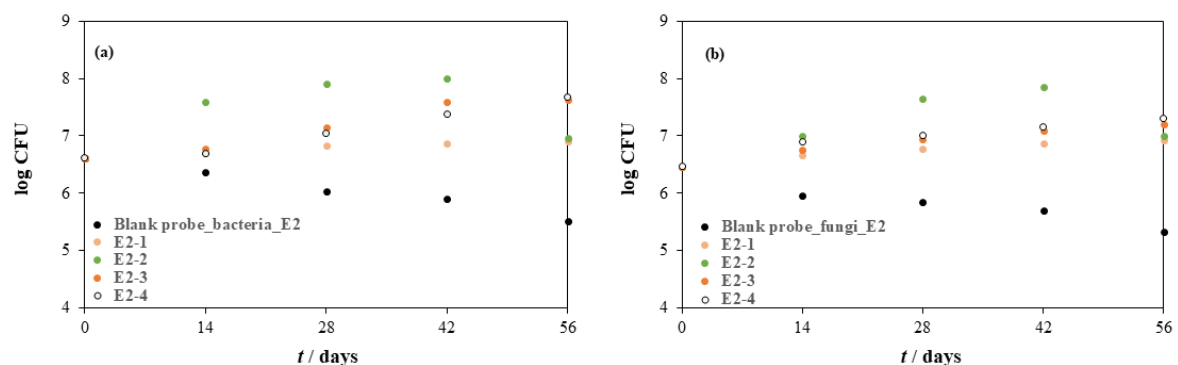 9
(a)
8
7
log CFU
6
Blank probe_bacteria_E2
E2-1
5
E2-2
E2-3
E2-4
4
0 14 28 42 56
t / days
9
(b)
8
7
log CFU
6
Blank probe_fungi_E2
E2-1
5
E2-2
E2-3
E2-4
4
0 14 28 42 56
t / days